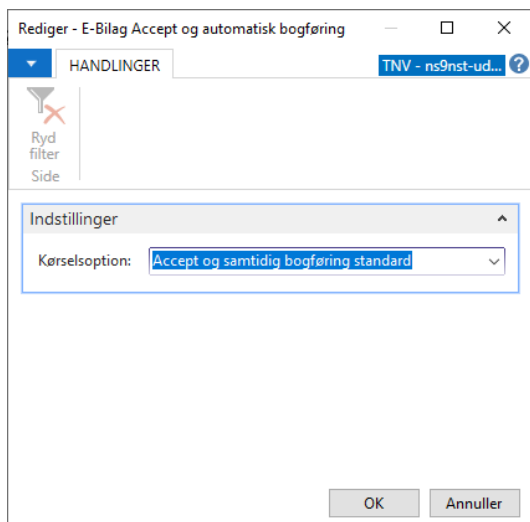 Rediger - E-Bilag Accept og automatisk bogføring
HANDLINGER
TNV - ns9nst-ud...
Ryd
filter
Side
Indstillinger
Kørselsoption: Accept og samtidig bogføring standard
OK Annuller